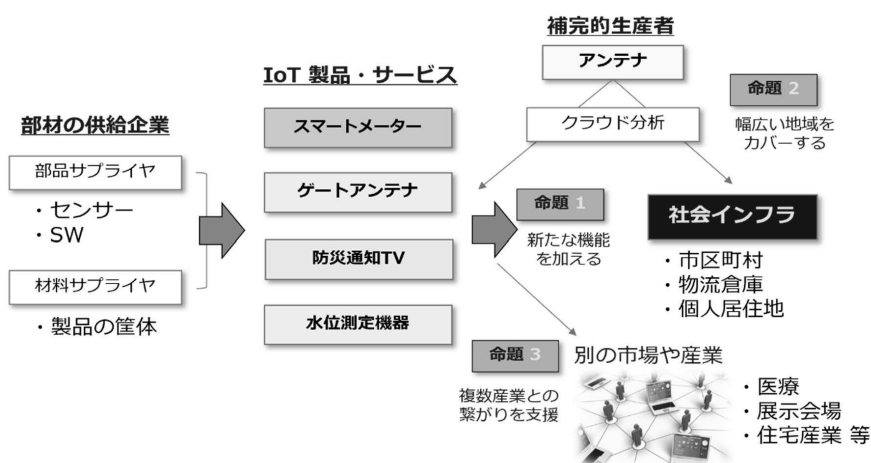 補完的生産者
アンテナ
クラウド分析
命題 2
幅広い地域を
カバーする
IoT 製品・サービス
スマートメーター
ゲートアンテナ
防災通知TV
水位測定機器
部材の供給企業
部品サプライヤ
・センサー
・SW
材料サプライヤ
・製品の筐体
命題 1
新たな機能
を加える
社会インフラ
・市区町村
・物流倉庫
・個人居住地
命題 3
複数産業との
繋がりを支援
別の市場や産業
・医療
・展示会場
・住宅産業 等